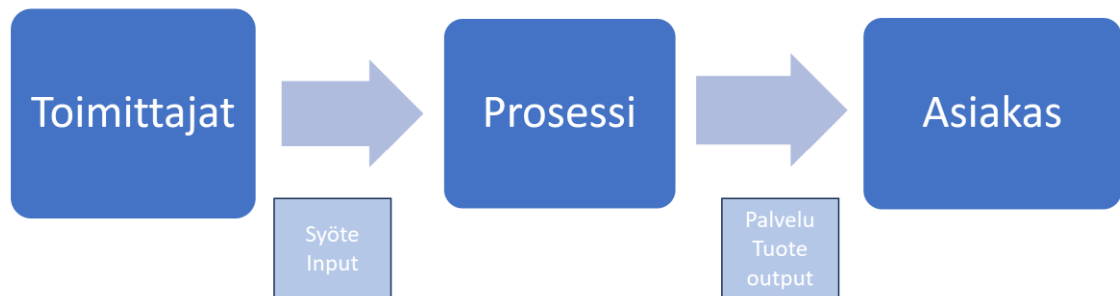 Toimittajat
Prosessi
Asiakas
Syöte
Input
Palvelu
Tuote
output